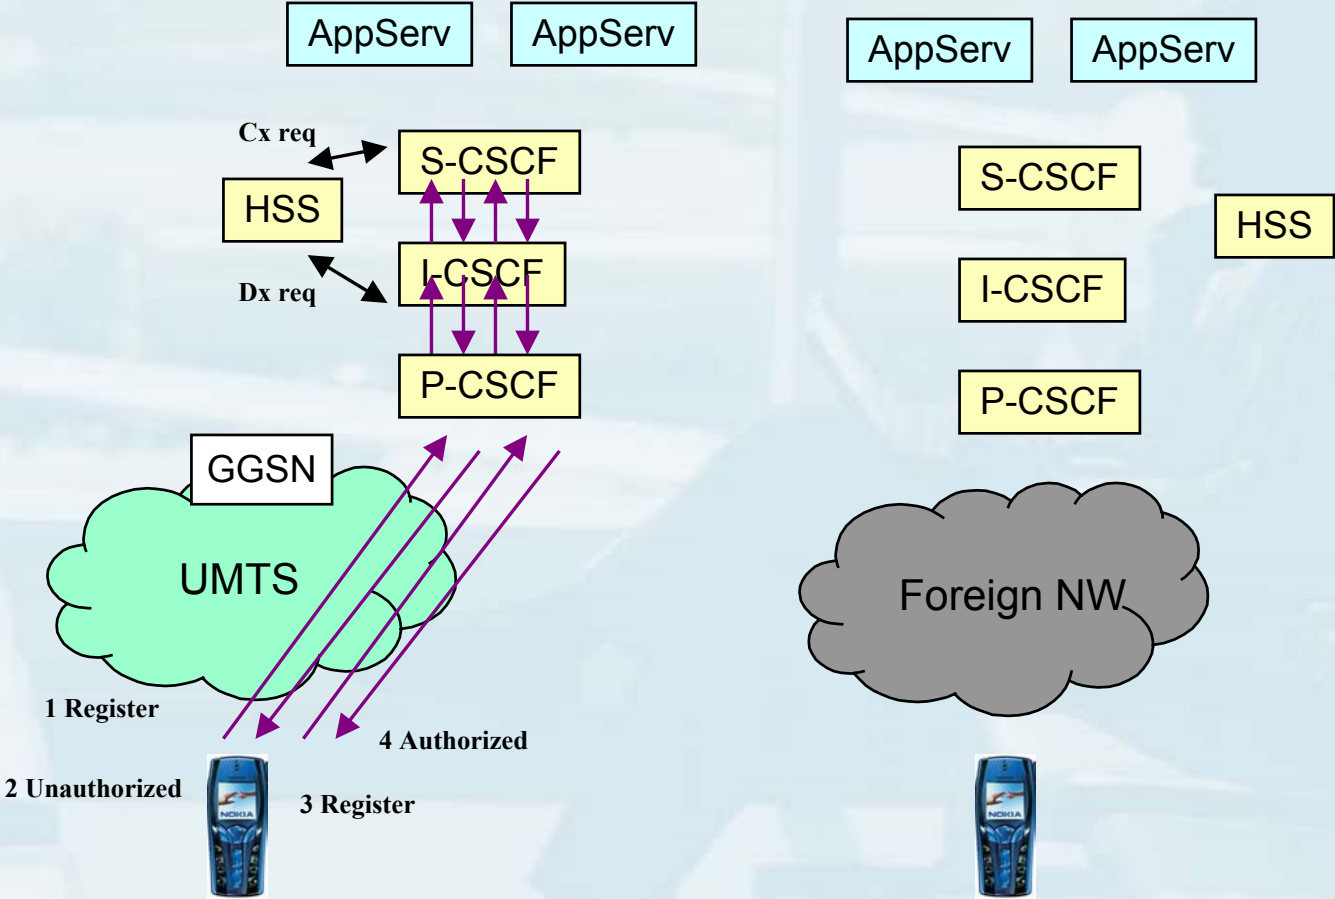 AppServ
AppServ
AppServ
AppServ
Cx req
S-CSCF
HSS
I-CSCF
Dx req
P-CSCF
S-CSCF
HSS
I-CSCF
P-CSCF
GGSN
UMTS
Foreign NW
1 Register
4 Authorized
2 Unauthorized
3 Register
NOKIA
NOKIA